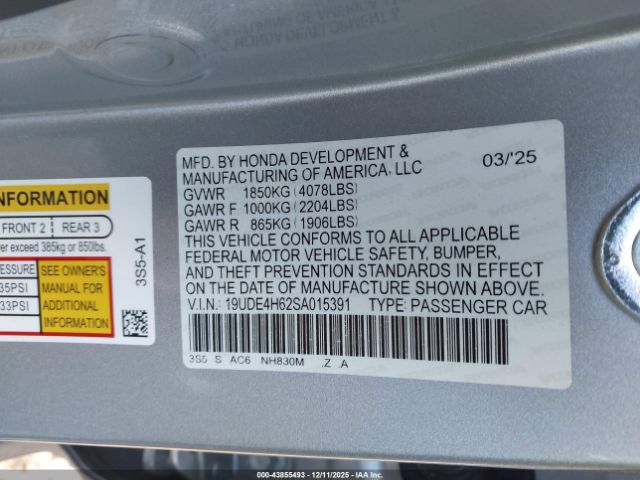 NFORMATION
FRONT 2 REAR 3
er exceed 385kg or 850lbs.
ESSURE SEE OWNER'S
35PSI MANUAL FOR
33PSI ADDITIONAL
INFORMATION
3S5-A1
MFD. BY HONDA DEVELOPMENT & 03/'25
MANUFACTURING OF AMERICA, LLC
GVWR 1850KG(4078LBS)
GAWR F 1000KG(2204LBS)
GAWR R 865KG(1906LBS)
THIS VEHICLE CONFORMS TO ALL APPLICABLE
FEDERAL MOTOR VEHICLE SAFETY, BUMPER,
AND THEFT PREVENTION STANDARDS IN EFFECT
ON THE DATE OF MANUFACTURE SHOWN ABOVE.
V.I.N.: 19UDE4H62SA015391 TYPE: PASSENGER CAR
3S5 S AC6 NH830M .Z .A
© - 000-43855493 - 12/11/2025 - IAA Inc.